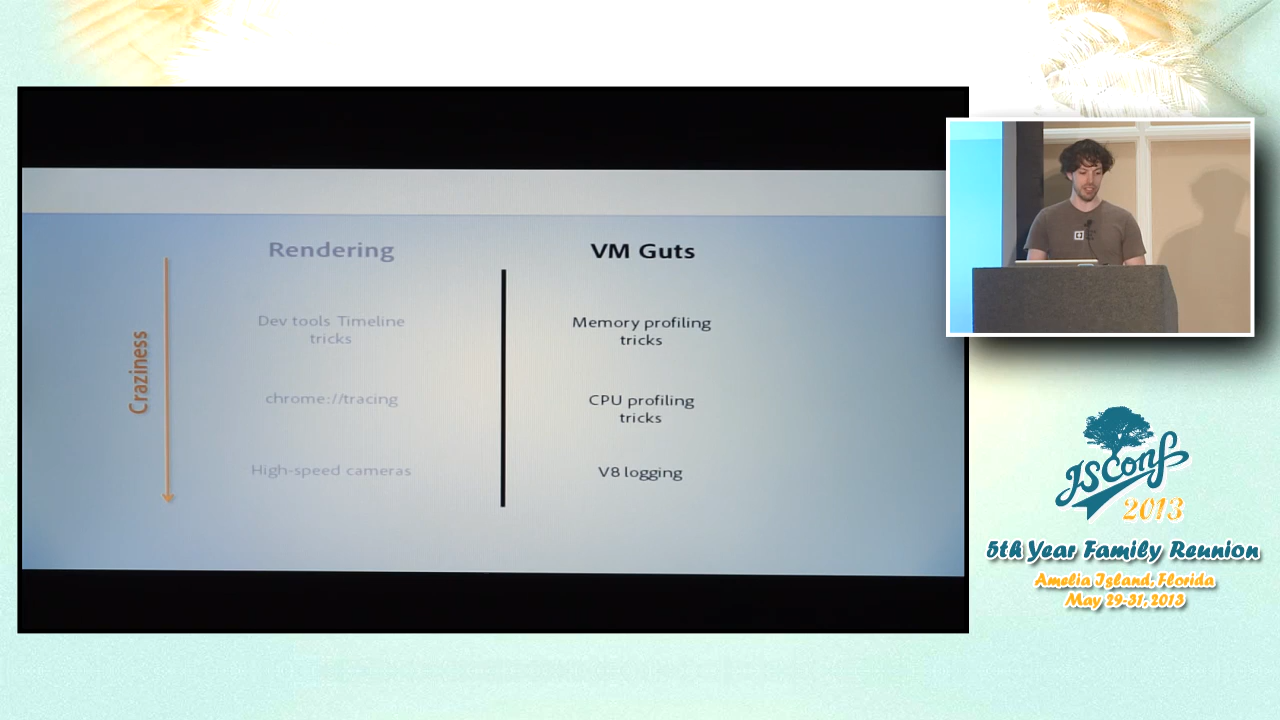 Rendering
VM Guts
Craziness
Dev tools Timeline
tricks
Memory profiling
tricks
chrome://tracing
CPU profiling
tricks
High-speed cameras
V8 logging
JSConf
2013
5th Year Family Reunion
Amelia Island, Florida
May 29-31, 2013